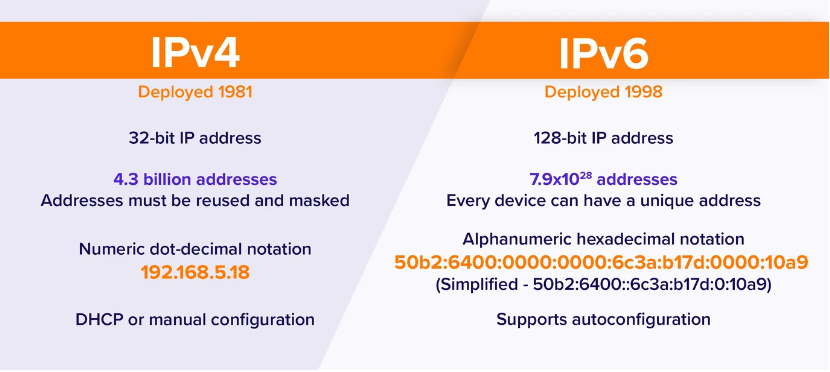 IPv4
Deployed 1981
32-bit IP address
4.3 billion addresses
Addresses must be reused and masked
Numeric dot-decimal notation
192.168.5.18
DHCP or manual configuration
IPv6
Deployed 1998
128-bit IP address
7.9x10²⁸ addresses
Every device can have a unique address
Alphanumeric hexadecimal notation
50b2:6400:0000:0000:6c3a:b17d:0000:10a9
(Simplified - 50b2:6400::6c3a:b17d:0:10a9)
Supports autoconfiguration